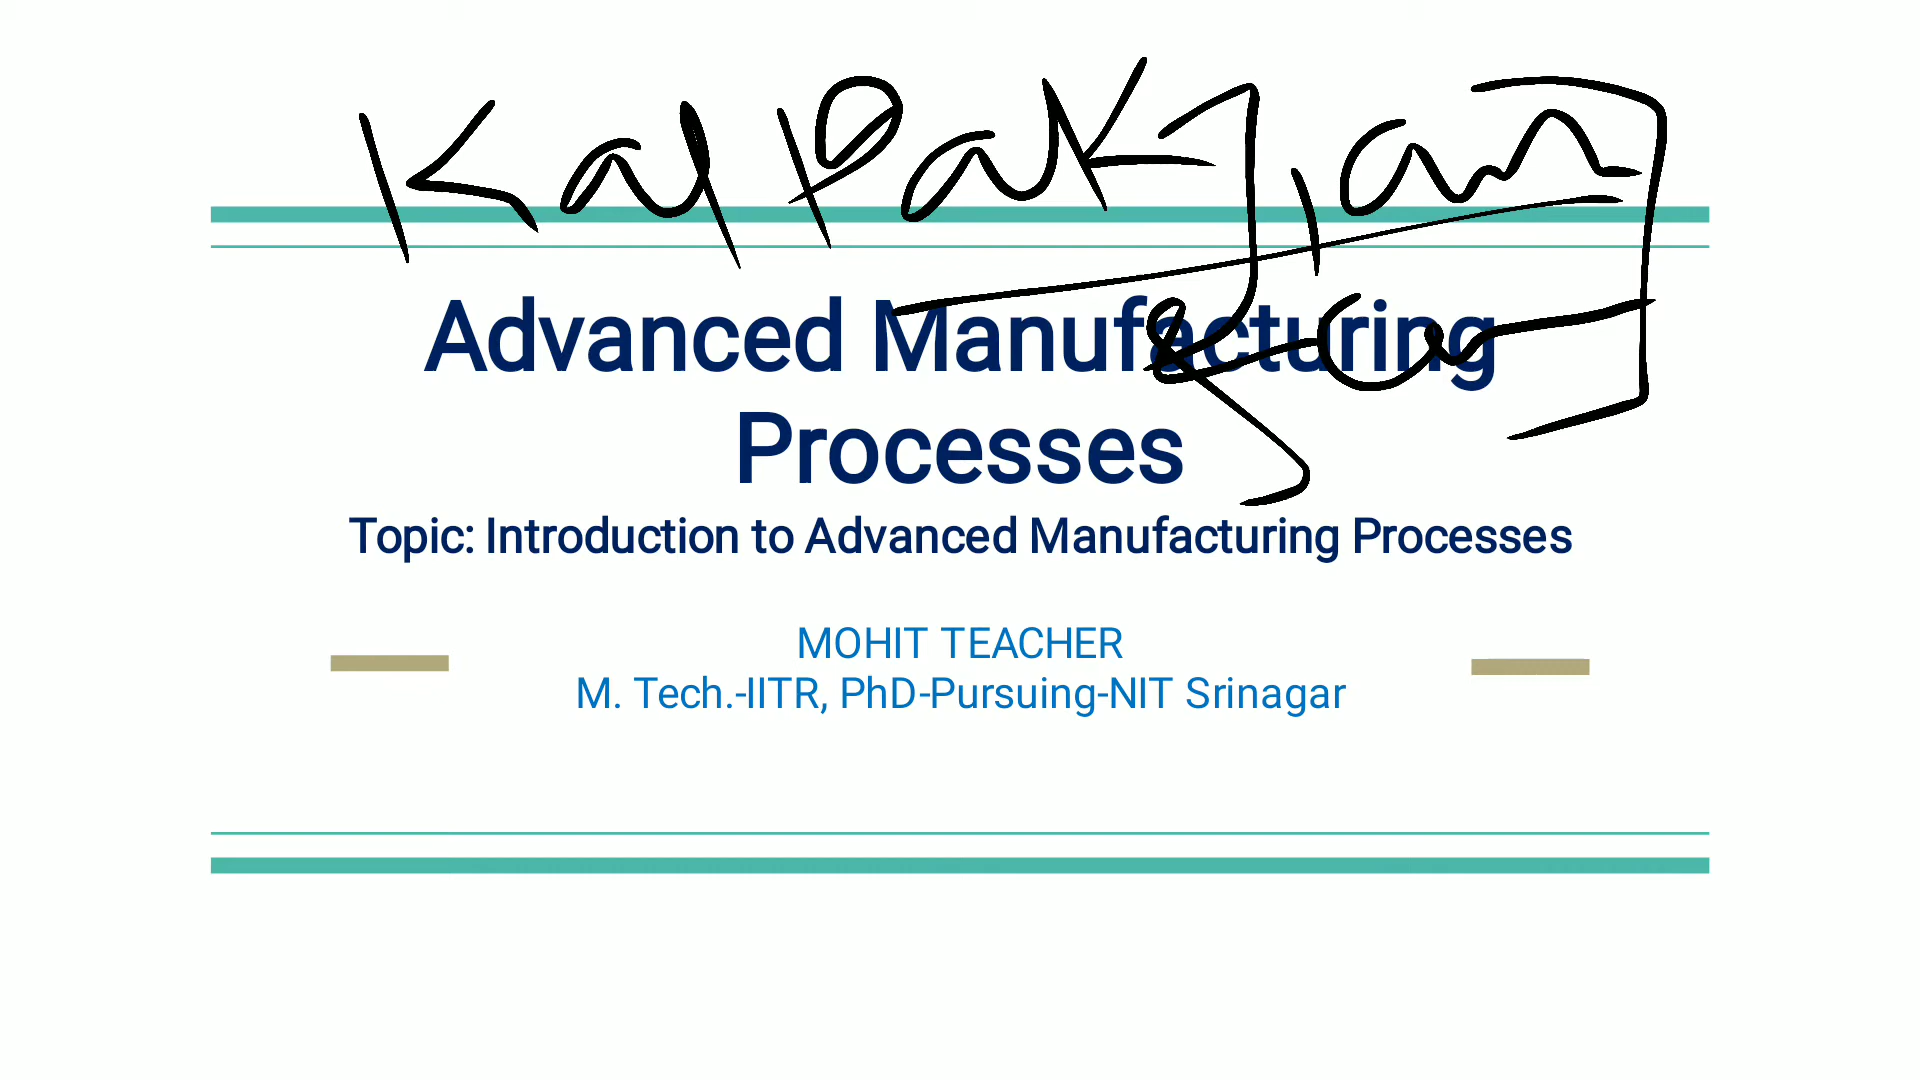 Kalpakjian
Advanced Manufacturing
Processes
Topic: Introduction to Advanced Manufacturing Processes
MOHIT TEACHER
M. Tech.-IITR, PhD-Pursuing-NIT Srinagar